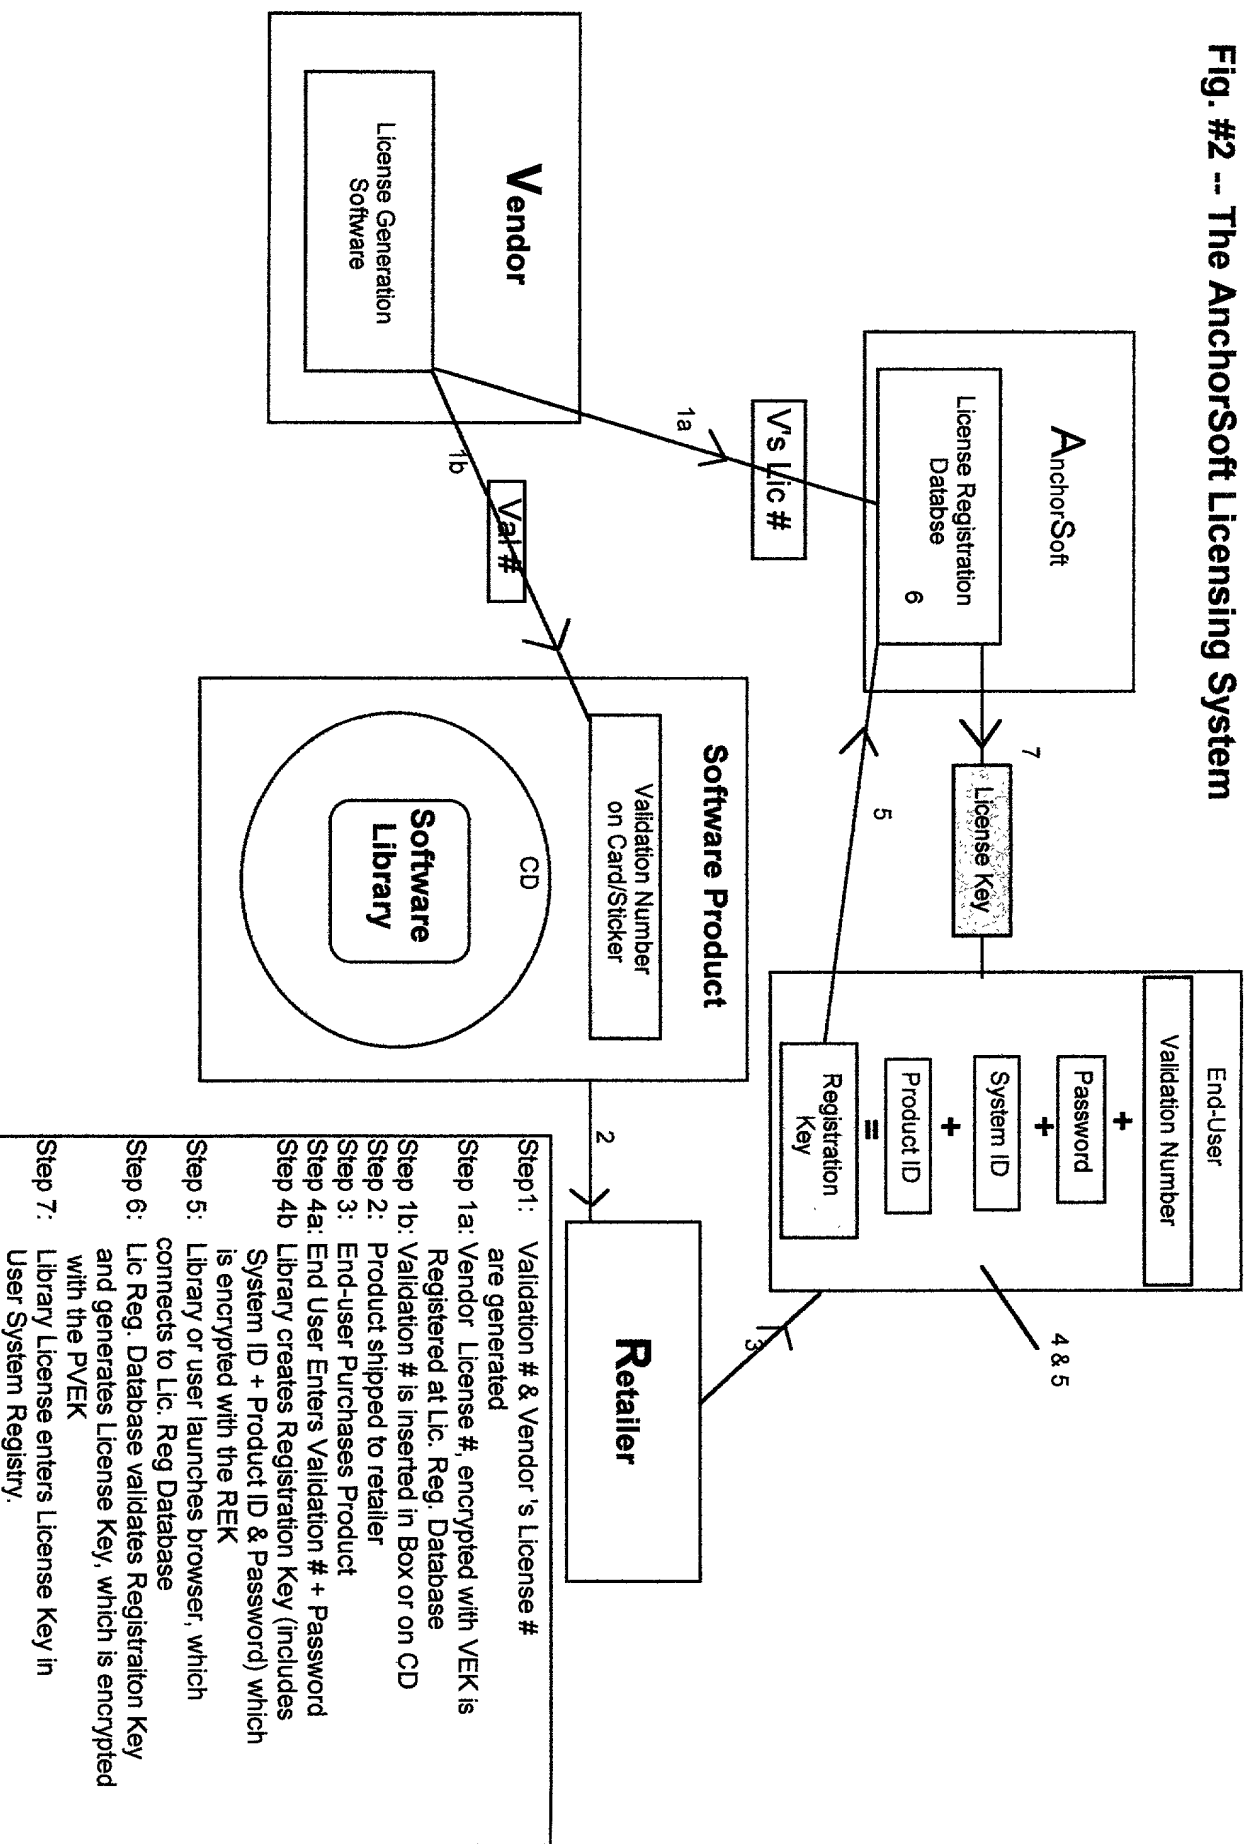 Fig. #2 -- The AnchorSoft Licensing System
AnchorSoft
License Registration
Databse
6
7
License Key
End-User
Validation Number
+
Password
+
System ID
+
Product ID
=
Registration
Key
4 & 5
5
1a
V's Lic #
Vendor
License Generation
Software
1b
Val #
Software Product
Validation Number
on Card/Sticker
CD
Software
Library
2
3
Retailer
Step1: Validation # & Vendor's License #
are generated
Step 1a: Vendor License #, encrypted with VEK is
Registered at Lic. Reg. Database
Step 1b: Validation # is inserted in Box or on CD
Step 2: Product shipped to retailer
Step 3: End-user Purchases Product
Step 4a: End User Enters Validation # + Password
Step 4b Library creates Registration Key (includes
System ID + Product ID & Password) which
is encrypted with the REK
Step 5: Library or user launches browser, which
connects to Lic. Reg Database
Step 6: Lic Reg. Database validates Registraiton Key
and generates License Key, which is encrypted
with the PVEK
Step 7: Library License enters License Key in
User System Registry.